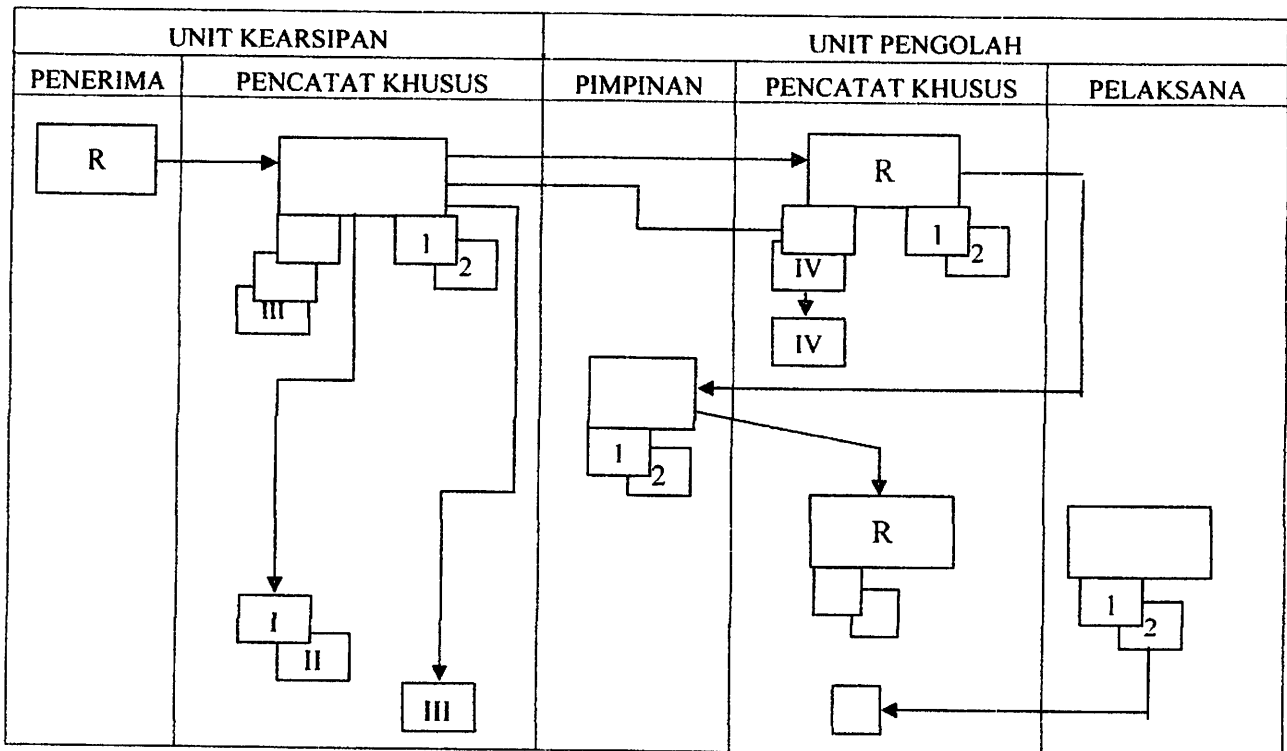 UNIT KEARSIPAN
UNIT PENGOLAH
PENERIMA
PENCATAT KHUSUS
PIMPINAN
PENCATAT KHUSUS
PELAKSANA
R
R
1
2
III
1
2
IV
IV
1
2
R
1
2
I
II
III